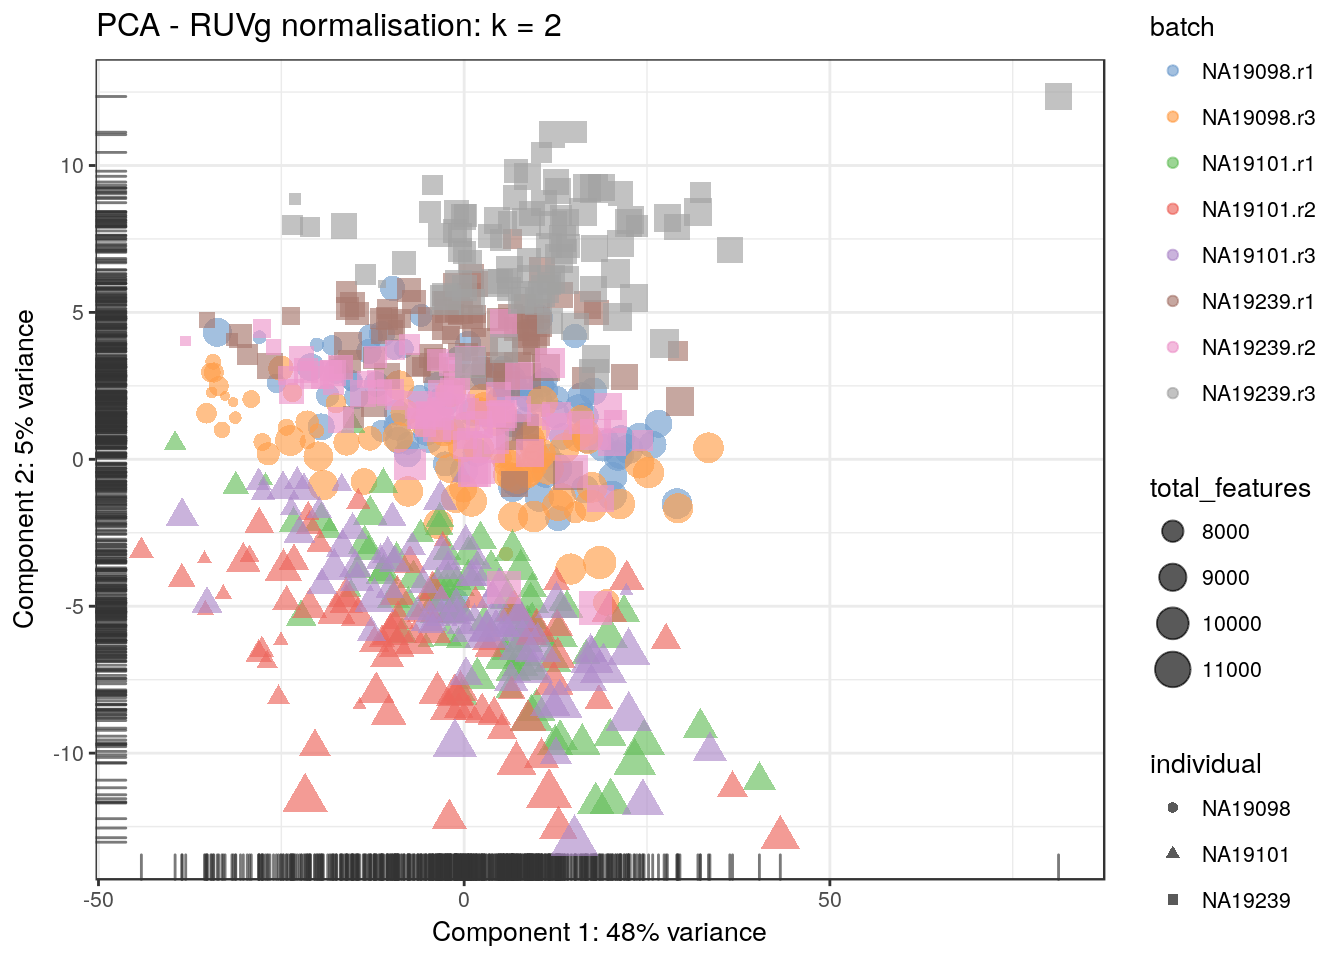 PCA - RUVg normalisation: k = 2
batch
NA19098.r1
NA19098.r3
NA19101.r1
NA19101.r2
NA19101.r3
NA19239.r1
NA19239.r2
NA19239.r3
total_features
8000
9000
10000
11000
individual
NA19098
NA19101
NA19239
Component 2: 5% variance
10
5
0
-5
-10
-50
0
50
Component 1: 48% variance